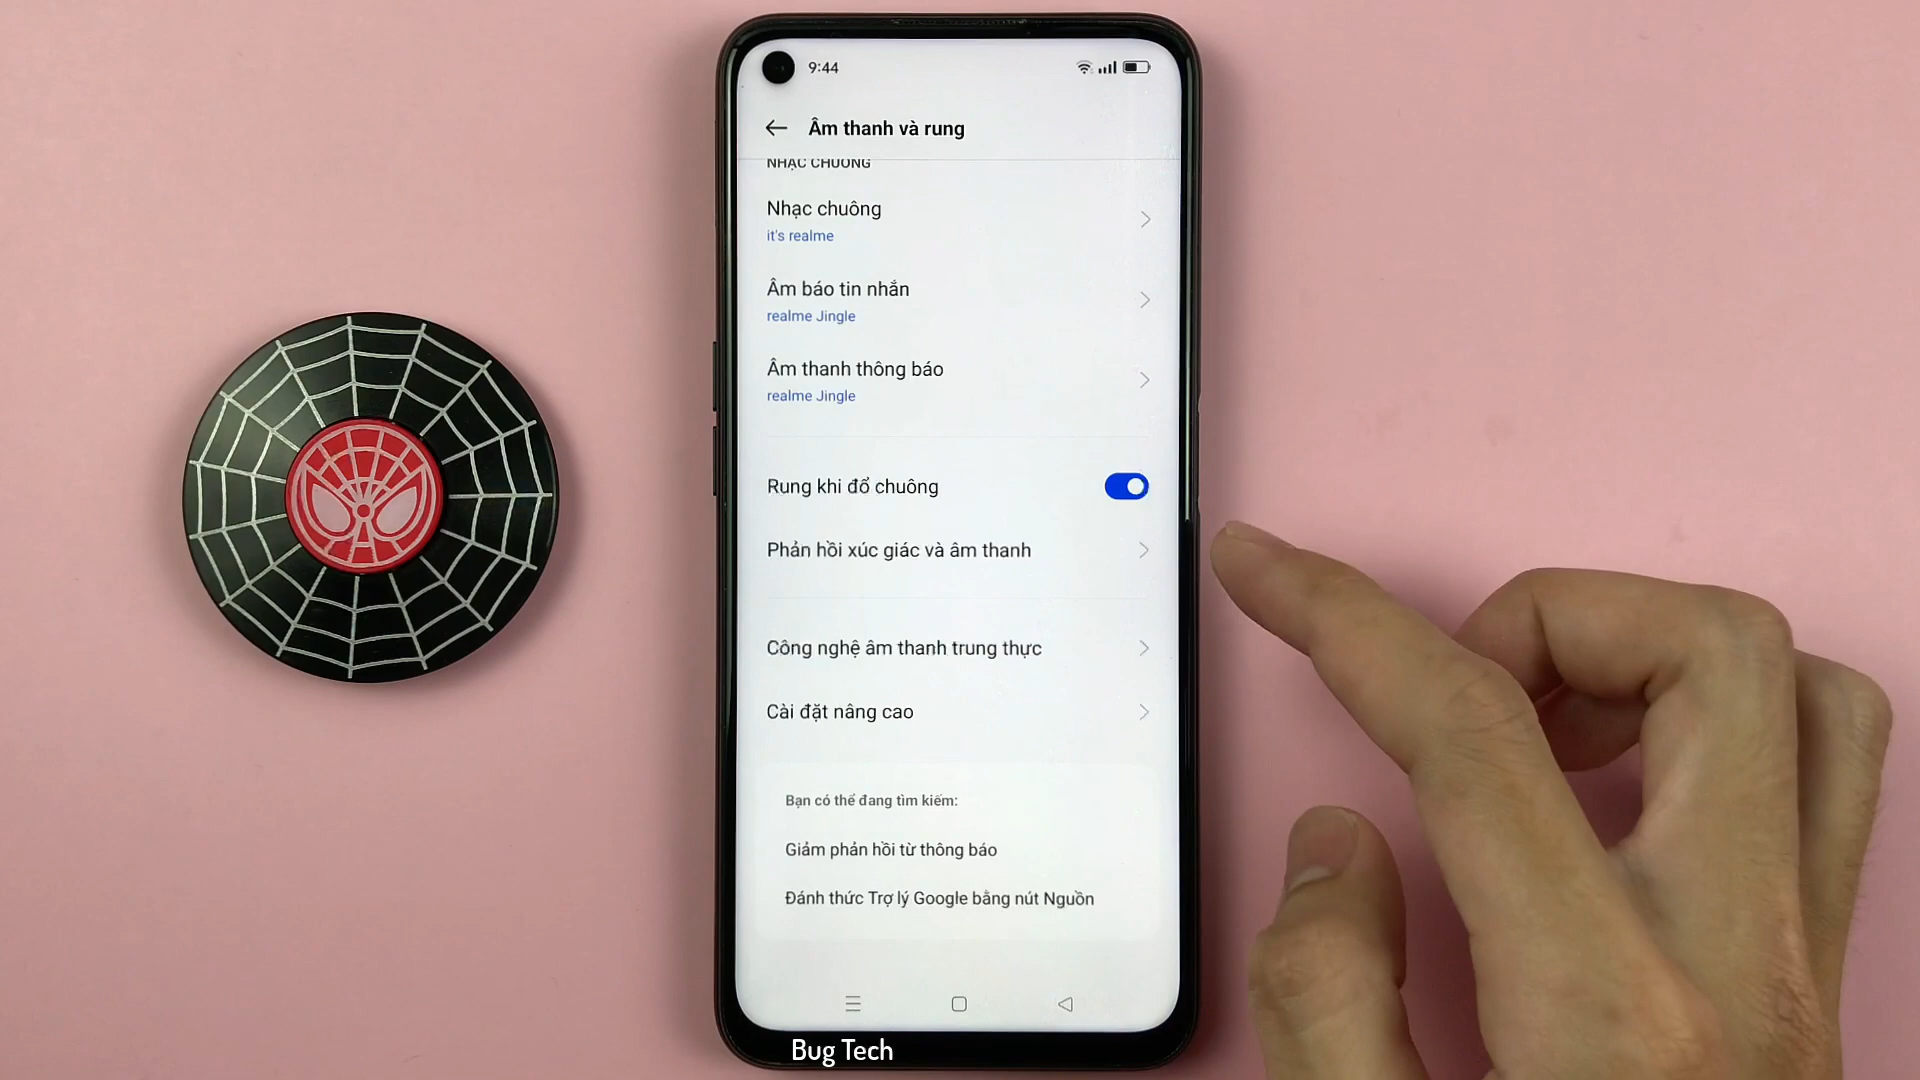 9:44
Âm thanh và rung
NHẠC CHUÔNG
Nhạc chuông
it's realme
Âm báo tin nhắn
realme Jingle
Âm thanh thông báo
realme Jingle
Rung khi đổ chuông
Phản hồi xúc giác và âm thanh
Công nghệ âm thanh trung thực
Cài đặt nâng cao
Bạn có thể đang tìm kiếm:
Giảm phản hồi từ thông báo
Đánh thức Trợ lý Google bằng nút Nguồn
Bug Tech